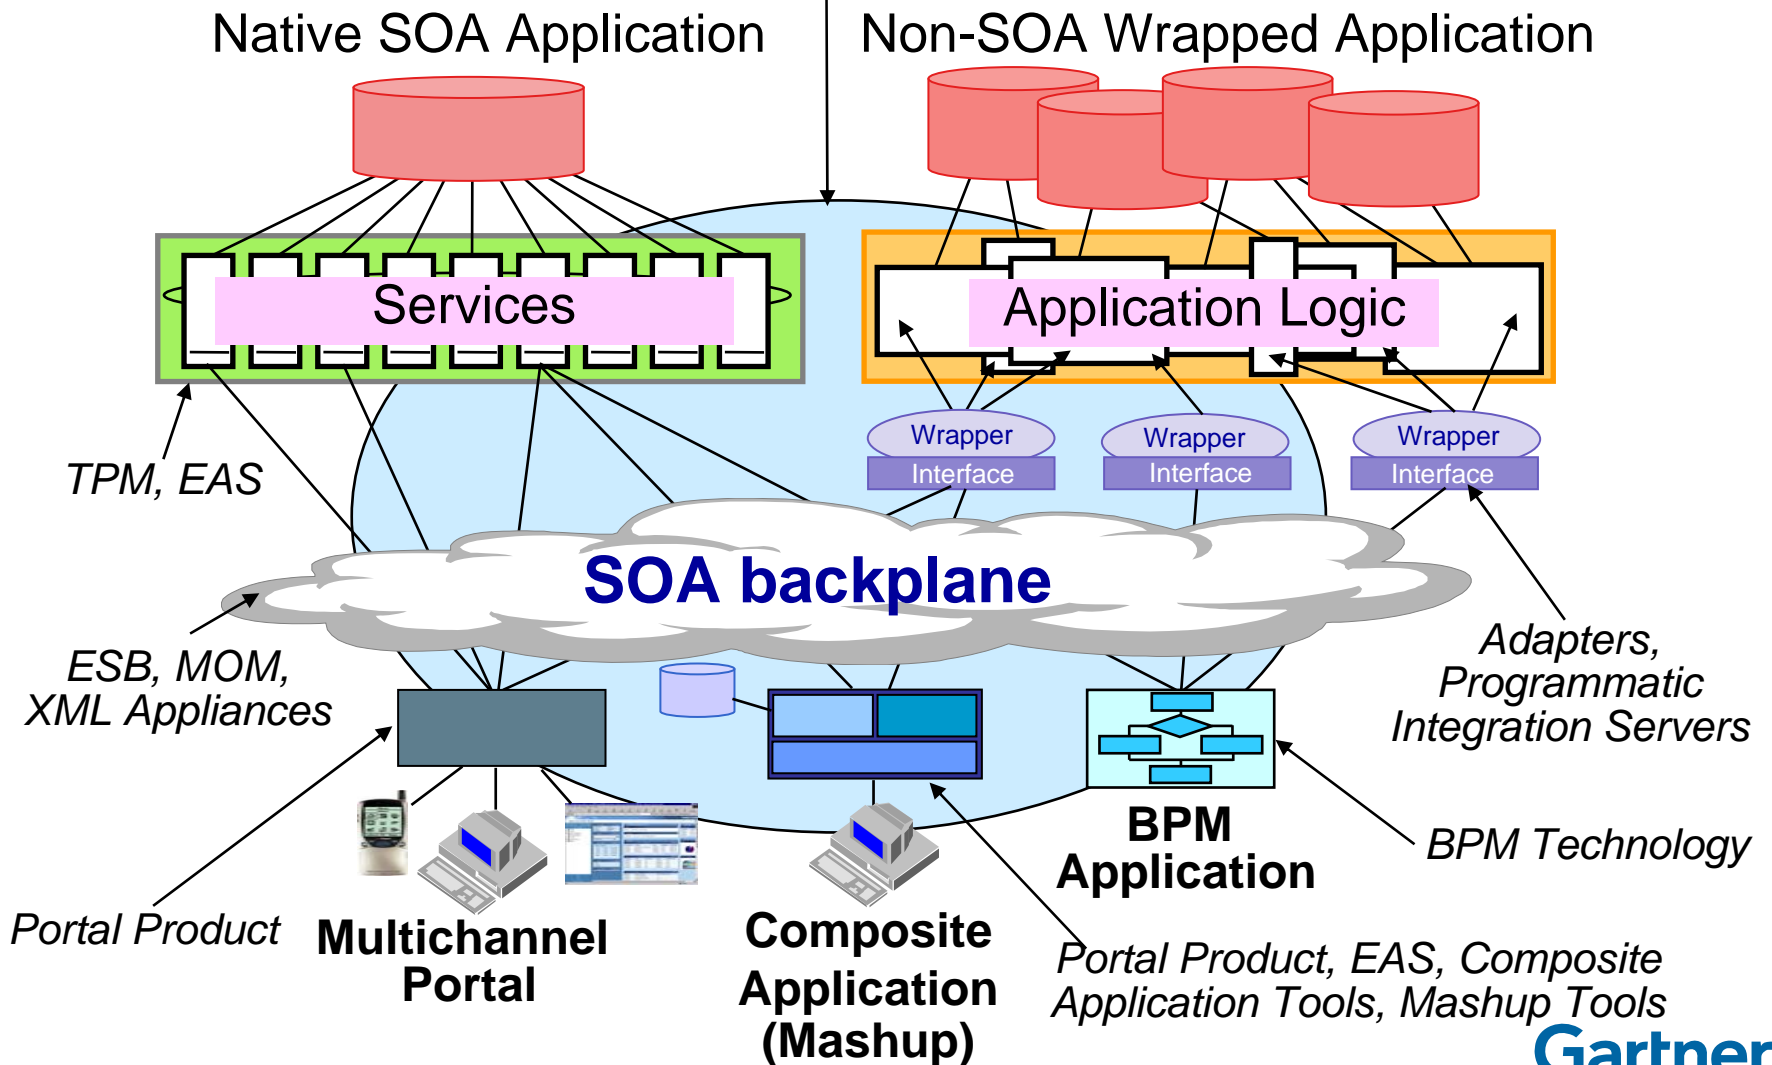 Native SOA Application
Non-SOA Wrapped Application
Services
Application Logic
Wrapper
Interface
Wrapper
Interface
Wrapper
Interface
TPM, EAS
SOA backplane
ESB, MOM,
XML Appliances
Adapters,
Programmatic
Integration Servers
BPM
Application
BPM Technology
Portal Product
Multichannel
Portal
Composite
Application
(Mashup)
Portal Product, EAS, Composite
Application Tools, Mashup Tools
Gartner